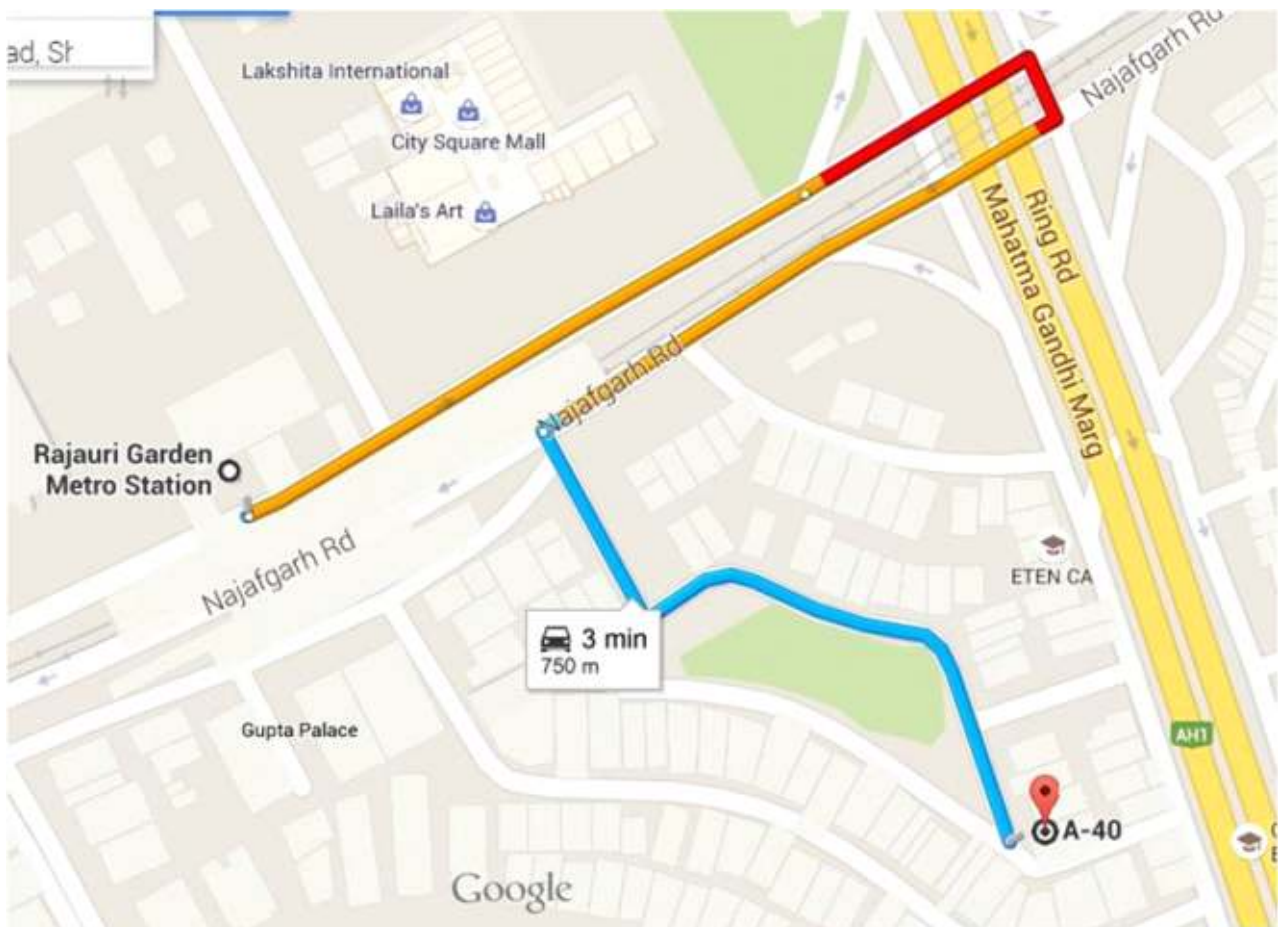 ad, Sh
Lakshita International
City Square Mall
Laila's Art
Najafgarh Rd
Ring Rd
Mahatma Gandhi Marg
Najafgarh Rd
Rajauri Garden
Metro Station
Najafgarh Rd
ETEN CA
3 min
750 m
Gupta Palace
AH1
A-40
Google